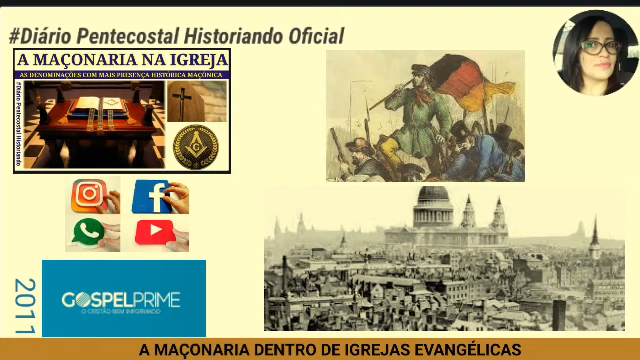 #Diário Pentecostal Historiando Oficial
A MAÇONARIA NA IGREJA
AS DENOMINAÇÕES COM MAIS PRESENÇA HISTÓRICA MAÇÔNICA
#Diário Pentecostal Historiando
G
2011
GOSPELPRIME
O CRISTÃO BEM INFORMADO
A MAÇONARIA DENTRO DE IGREJAS EVANGÉLICAS